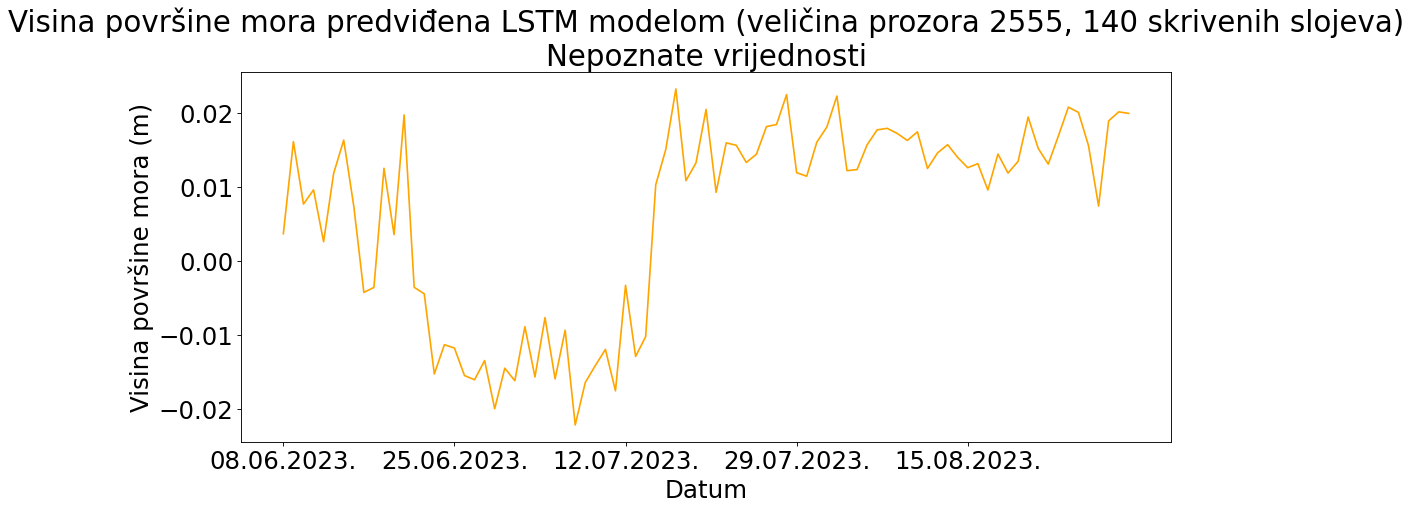 Visina površine mora predviđena LSTM modelom (veličina prozora 2555, 140 skrivenih slojeva)
Nepoznate vrijednosti
Visina površine mora (m)
0.02
0.01
0.00
−0.01
−0.02
08.06.2023. 25.06.2023. 12.07.2023. 29.07.2023. 15.08.2023.
Datum